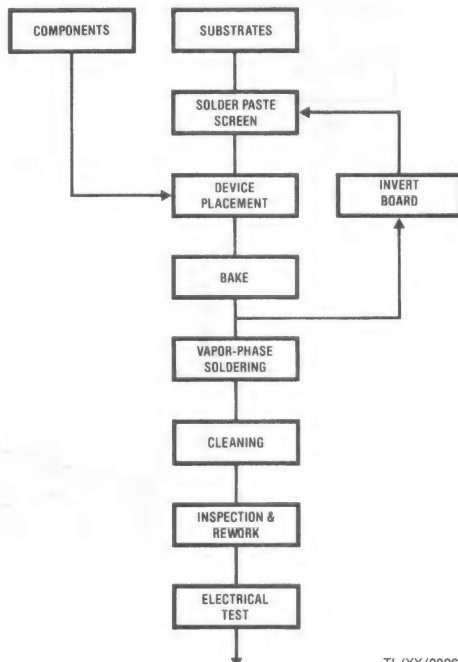 COMPONENTS
SUBSTRATES
SOLDER PASTE
SCREEN
DEVICE
PLACEMENT
INVERT
BOARD
BAKE
VAPOR-PHASE
SOLDERING
CLEANING
INSPECTION &
REWORK
ELECTRICAL
TEST